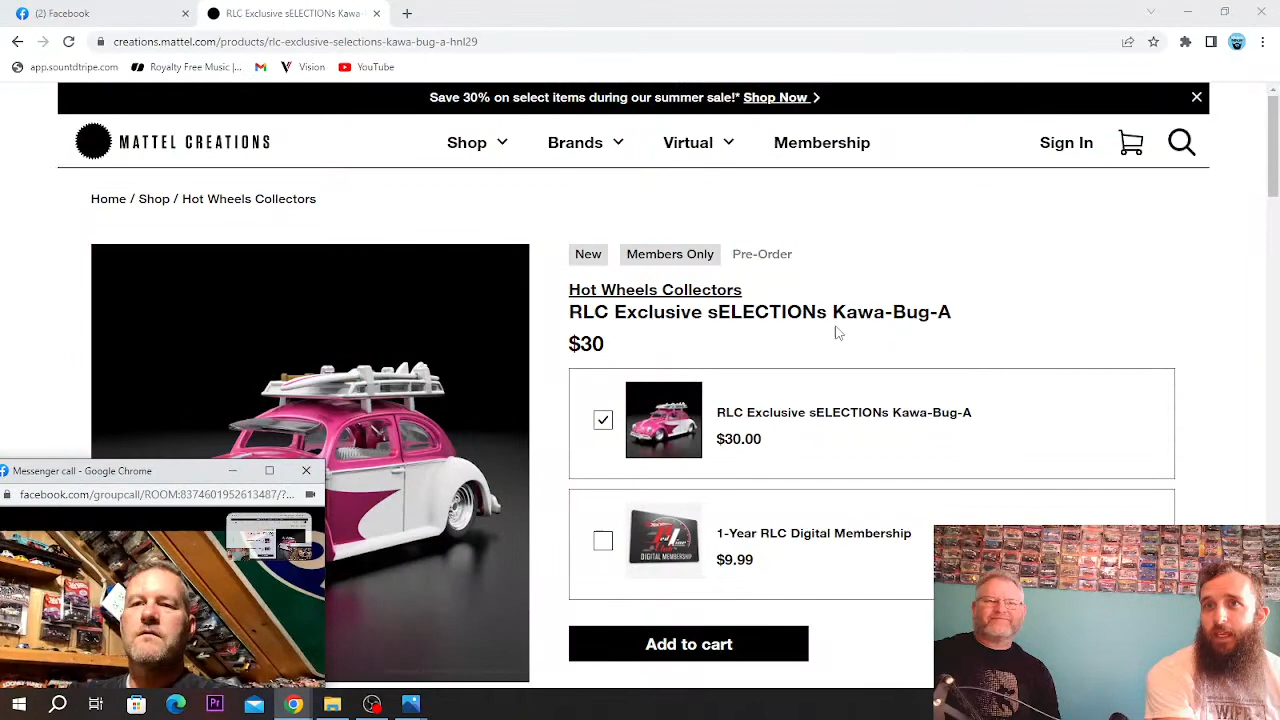 (2) Facebook
RLC Exclusive sELECTIONs Kawa-
creations.mattel.com/products/rlc-exclusive-selections-kawa-bug-a-hnl29
app.soundtripe.com
Royalty Free Music |...
Vision
YouTube
Save 30% on select items during our summer sale!* Shop Now
MATTEL CREATIONS
Shop
Brands
Virtual
Membership
Sign In
Home / Shop / Hot Wheels Collectors
New
Members Only
Pre-Order
Hot Wheels Collectors
RLC Exclusive sELECTIONs Kawa-Bug-A
$30
RLC Exclusive sELECTIONs Kawa-Bug-A
$30.00
1-Year RLC Digital Membership
$9.99
DIGITAL MEMBERSHIP
Add to cart
Messenger call - Google Chrome
facebook.com/groupcall/ROOM:8374601952613487/?...